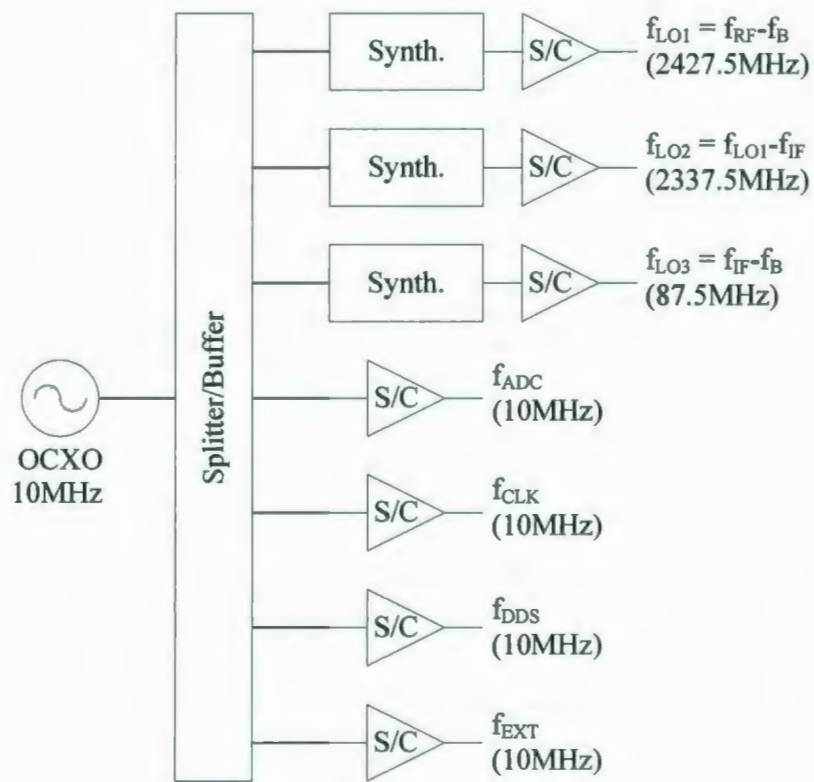 Synth.
S/C
f_LO1 = f_RF-f_B
(2427.5MHz)
Synth.
S/C
f_LO2 = f_LO1-f_IF
(2337.5MHz)
Synth.
S/C
f_LO3 = f_IF-f_B
(87.5MHz)
OCXO
10MHz
Splitter/Buffer
S/C
f_ADC
(10MHz)
S/C
f_CLK
(10MHz)
S/C
f_DDS
(10MHz)
S/C
f_EXT
(10MHz)